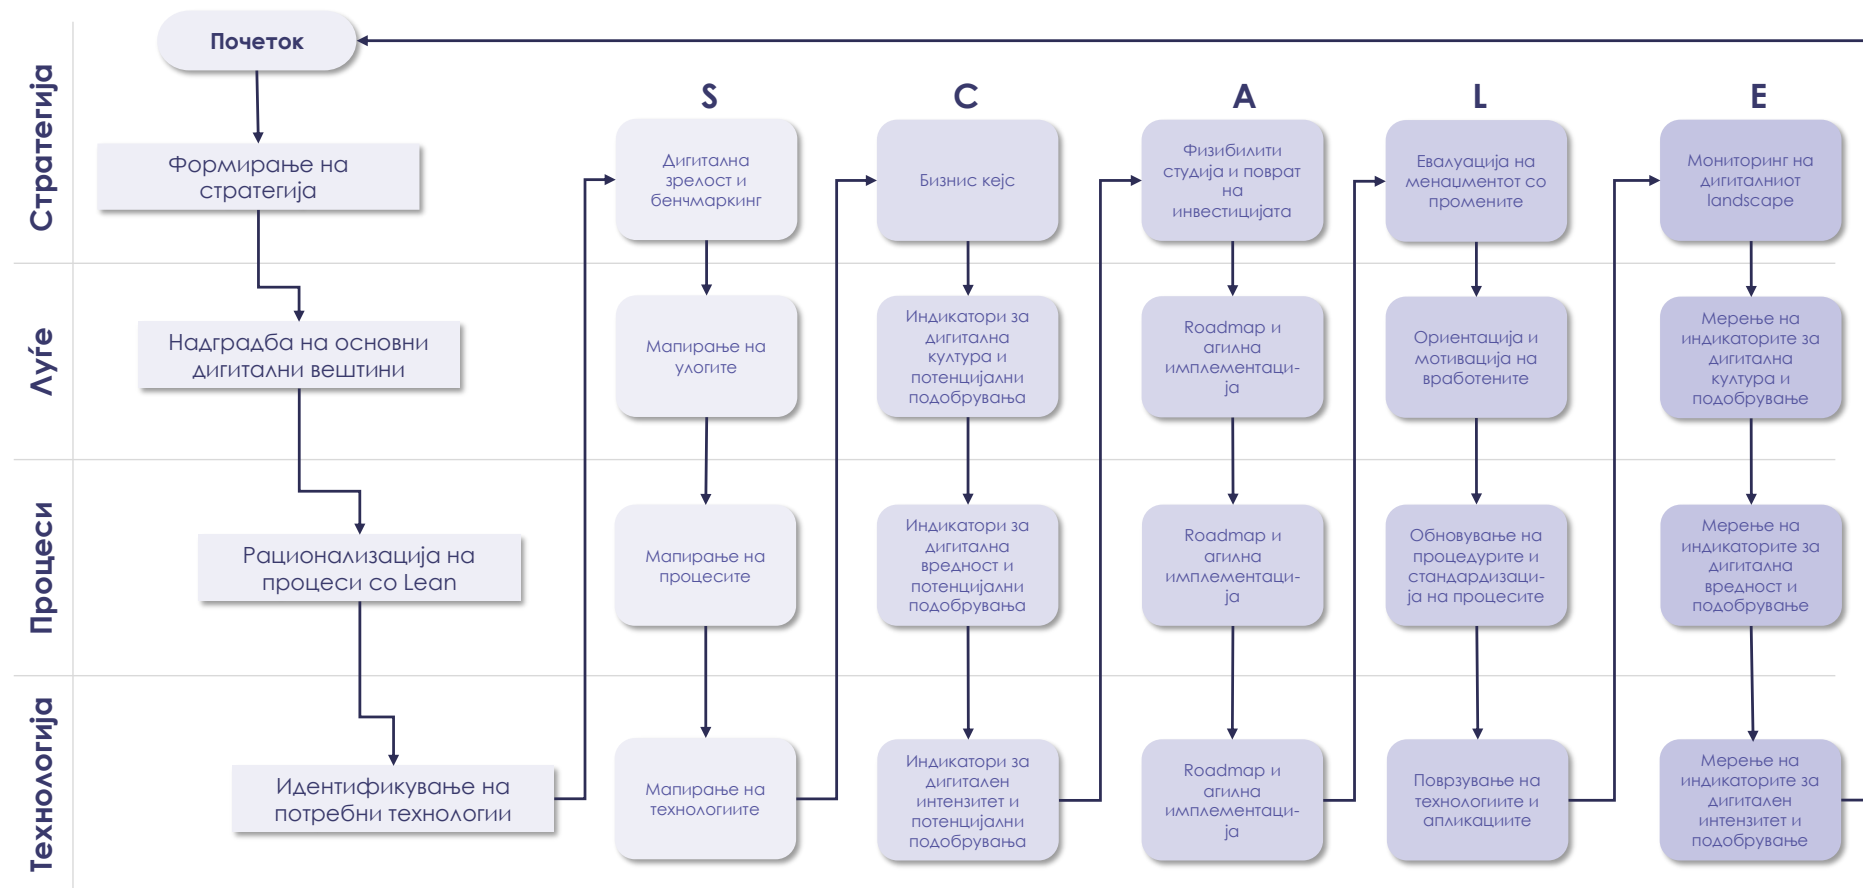 Почеток
S
C
A
L
E
Стратегија
Формирање на
стратегија
Дигитална
зрелост и
бенчмаркинг
Бизнис кејс
Физибилити
студија и поврат
на
инвестицијата
Евалуација на
менаџментот со
промените
Мониторинг на
дигиталниот
landscape
Луѓе
Надградба на основни
дигитални вештини
Мапирање на
улогите
Индикатори за
дигитална
култура и
потенцијални
подобрувања
Roadmap и
агилна
имплементаци-
ја
Ориентација и
мотивација на
вработените
Мерење на
индикаторите за
дигитална
култура и
подобрување
Процеси
Рационализација на
процеси со Lean
Мапирање на
процесите
Индикатори за
дигитална
вредност и
потенцијални
подобрувања
Roadmap и
агилна
имплементаци-
ја
Обновување на
процедурите и
стандардизаци-
ја на процесите
Мерење на
индикаторите за
дигитална
вредност и
подобрување
Технологија
Идентификување на
потребни технологии
Мапирање на
технологиите
Индикатори за
дигитален
интензитет и
потенцијални
подобрувања
Roadmap и
агилна
имплементаци-
ја
Поврзување на
технологиите и
апликациите
Мерење на
индикаторите за
дигитален
интензитет и
подобрување